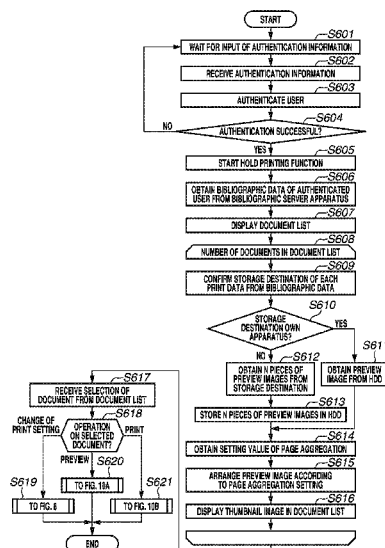 START
S601
WAIT FOR INPUT OF AUTHENTICATION INFORMATION
S602
RECEIVE AUTHENTICATION INFORMATION
S603
AUTHENTICATE USER
S604
NO
AUTHENTICATION SUCCESSFUL?
YES
S605
START HOLD PRINTING FUNCTION
S606
OBTAIN BIBLIOGRAPHIC DATA OF AUTHENTICATED
USER FROM BIBLIOGRAPHIC SERVER APPARATUS
S607
DISPLAY DOCUMENT LIST
S608
NUMBER OF DOCUMENTS IN DOCUMENT LIST
S609
CONFIRM STORAGE DESTINATION OF EACH
PRINT DATA FROM BIBLIOGRAPHIC DATA
S610
STORAGE
DESTINATION OWN
APPARATUS?
YES
NO
S612
OBTAIN N PIECES OF
PREVIEW IMAGES FROM
STORAGE DESTINATION
S61
OBTAIN PREVIEW
IMAGE FROM HDD
S613
STORE N PIECES OF PREVIEW IMAGES IN HDD
S614
OBTAIN SETTING VALUE OF PAGE AGGREGATION
S615
ARRANGE PREVIEW IMAGE ACCORDING
TO PAGE AGGREGATION SETTING
S616
DISPLAY THUMBNAIL IMAGE IN DOCUMENT LIST
S617
RECEIVE SELECTION OF
DOCUMENT FROM DOCUMENT LIST
S618
CHANGE OF
PRINT SETTING
OPERATION
ON SELECTED
DOCUMENT?
PRINT
PREVIEW
S620
S619
TO FIG. 8
TO FIG. 10A
S621
TO FIG. 10B
END